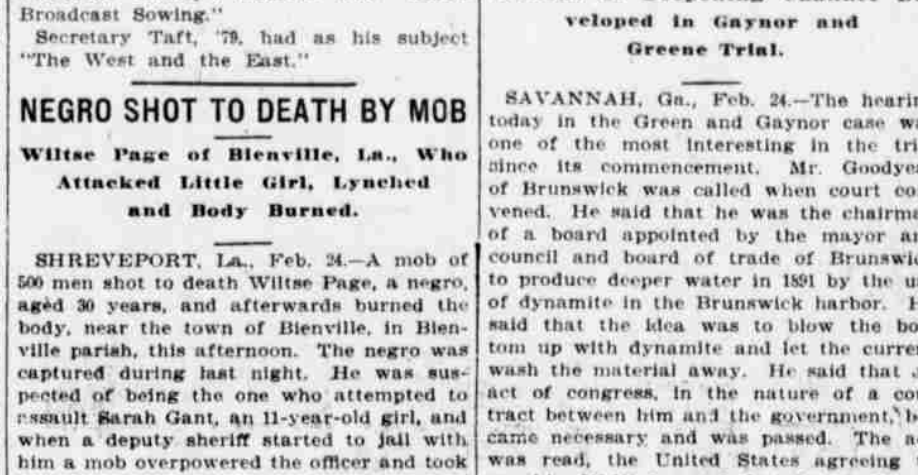 Broadcast Sowing."
Secretary Taft, '79, had as his subject
"The West and the East."
NEGRO SHOT TO DEATH BY MOB
Wiltse Page of Bienville, La., Who
Attacked Little Girl, Lynched
and Body Burned.
SHREVEPORT, La., Feb. 24.—A mob of
500 men shot to death Wiltse Page, a negro,
aged 30 years, and afterwards burned the
body, near the town of Bienville, in Bien-
ville parish, this afternoon. The negro was
captured during last night. He was sus-
pected of being the one who attempted to
assault Sarah Gant, an 11-year-old girl, and
when a deputy sheriff started to jail with
him a mob overpowered the officer and took
veloped in Gaynor and
Greene Trial.
SAVANNAH, Ga., Feb. 24.—The hearin
today in the Green and Gaynor case wa
one of the most interesting in the tri
since its commencement. Mr. Goodye
of Brunswick was called when court co
vened. He said that he was the chairm
of a board appointed by the mayor an
council and board of trade of Brunswic
to produce deeper water in 1891 by the u
of dynamite in the Brunswick harbor.
said that the idea was to blow the bo
tom up with dynamite and let the curre
wash the material away. He said that
act of congress, in the nature of a co
tract between him and the government,
came necessary and was passed. The a
was read, the United States agreeing